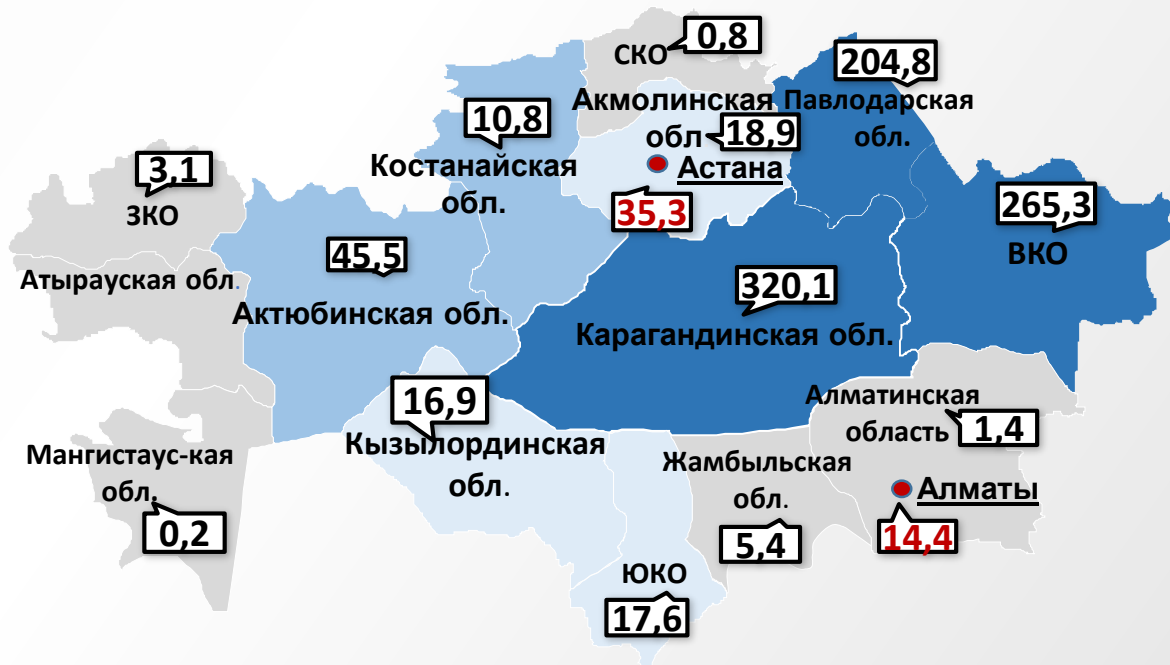 0,8
СКО
204,8
Акмолинская
обл
18,9
Павлодарская
обл.
10,8
Костанайская
обл.
Астана
35,3
3,1
ЗКО
265,3
ВКО
Атырауская обл.
45,5
Актюбинская обл.
320,1
Карагандинская обл.
16,9
Кызылординская
обл.
Алматинская
область
1,4
Мангистаус-кая
обл.
0,2
Жамбыльская
обл.
5,4
Алматы
14,4
ЮКО
17,6